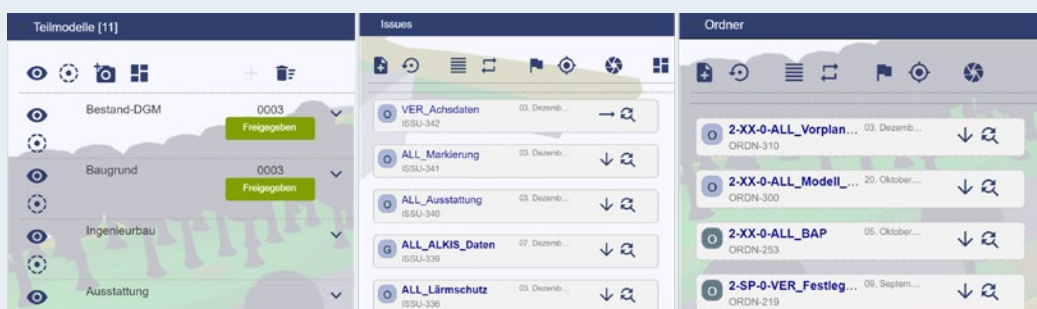 Teilmodelle [11]
Bestand-DGM 0003
Freigegeben
Baugrund 0003
Freigegeben
Ingenieurbau
Ausstattung
Issues
O VER_Achsdaten 03. Dezemb...
ISSU-342
O ALL_Markierung 03. Dezemb...
ISSU-341
O ALL_Ausstattung 03. Dezemb...
ISSU-340
G ALL_ALKIS_Daten 07. Dezemb...
ISSU-339
O ALL_Lärmschutz 03. Dezemb...
ISSU-336
Ordner
O 2-XX-0-ALL_Vorplan... 03. Dezemb...
ORDN-310
O 2-XX-0-ALL_Modell_... 20. Oktober...
ORDN-300
O 2-XX-0-ALL_BAP 05. Oktober...
ORDN-253
O 2-SP-0-VER_Festleg... 09. Septem...
ORDN-219